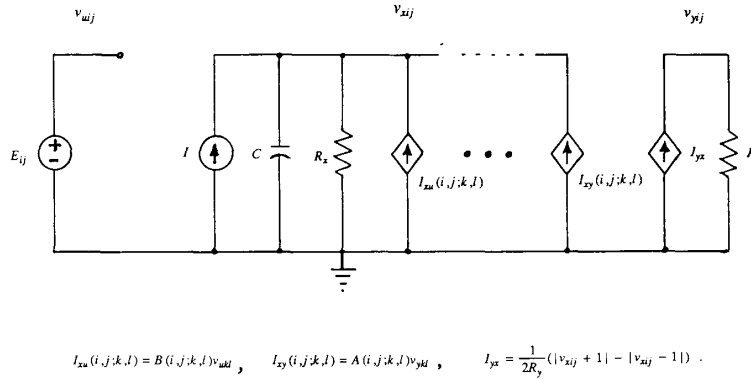 v_{uij} v_{xij} v_{yij}
E_{ij} + − I C R_x I_{xu}(i,j;k,l) I_{xy}(i,j;k,l) I_{yx}
I_{xu}(i,j;k,l) = B(i,j;k,l)v_{ukl} , I_{xy}(i,j;k,l) = A(i,j;k,l)v_{ykl} , I_{yx} = \frac{1}{2R_y}(|v_{xij} + 1| − |v_{xij} − 1|) .